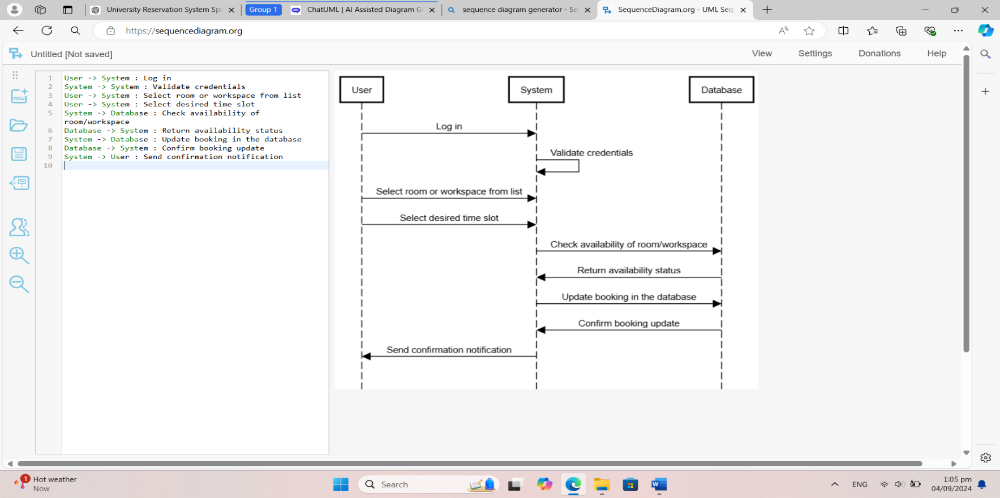 University Reservation System Spe
Group 1
ChatUML | AI Assisted Diagram G
sequence diagram generator - Se
SequenceDiagram.org - UML Seq
https://sequencediagram.org
Untitled [Not saved]
View
Settings
Donations
Help
NEW
1 User -> System : Log in
2 System -> System : Validate credentials
3 User -> System : Select room or workspace from list
4 User -> System : Select desired time slot
5 System -> Database : Check availability of
room/workspace
6 Database -> System : Return availability status
7 System -> Database : Update booking in the database
8 Database -> System : Confirm booking update
9 System -> User : Send confirmation notification
10
User
System
Database
Log in
Validate credentials
Select room or workspace from list
Select desired time slot
Check availability of room/workspace
Return availability status
Update booking in the database
Confirm booking update
Send confirmation notification
1
Hot weather
Now
Search
ENG
1:05 pm
04/09/2024